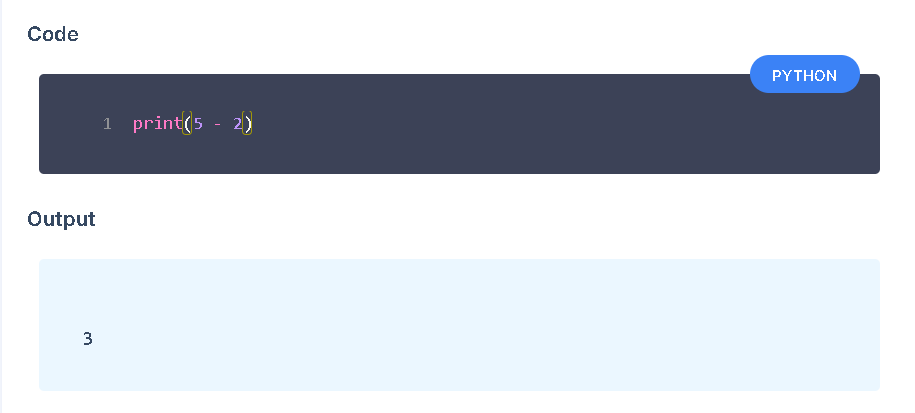 Code
PYTHON
1 print(5 - 2)
Output
3